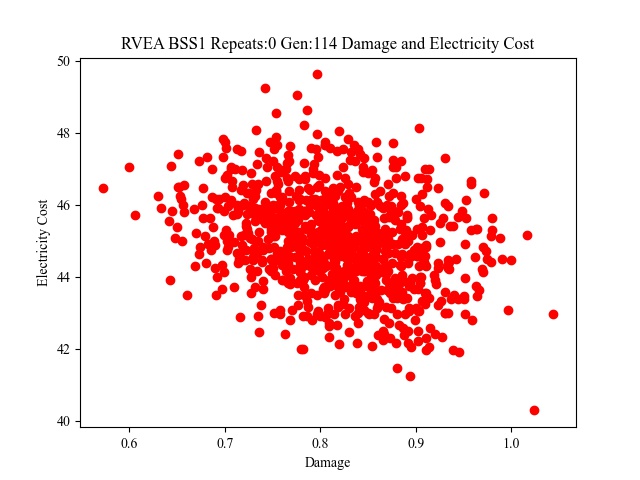 RVEA BSS1 Repeats:0 Gen:114 Damage and Electricity Cost
50
48
46
44
42
40
Electricity Cost
0.6 0.7 0.8 0.9 1.0
Damage